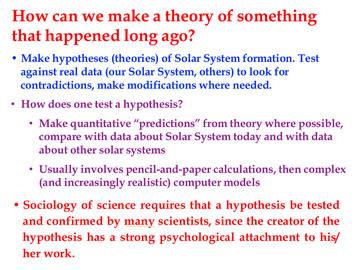 How can we make a theory of something
that happened long ago?
• Make hypotheses (theories) of Solar System formation. Test
against real data (our Solar System, others) to look for
contradictions, make modifications where needed.
• How does one test a hypothesis?
• Make quantitative “predictions” from theory where possible,
compare with data about Solar System today and with data
about other solar systems
• Usually involves pencil-and-paper calculations, then complex
(and increasingly realistic) computer models
• Sociology of science requires that a hypothesis be tested
and confirmed by many scientists, since the creator of the
hypothesis has a strong psychological attachment to his/
her work.